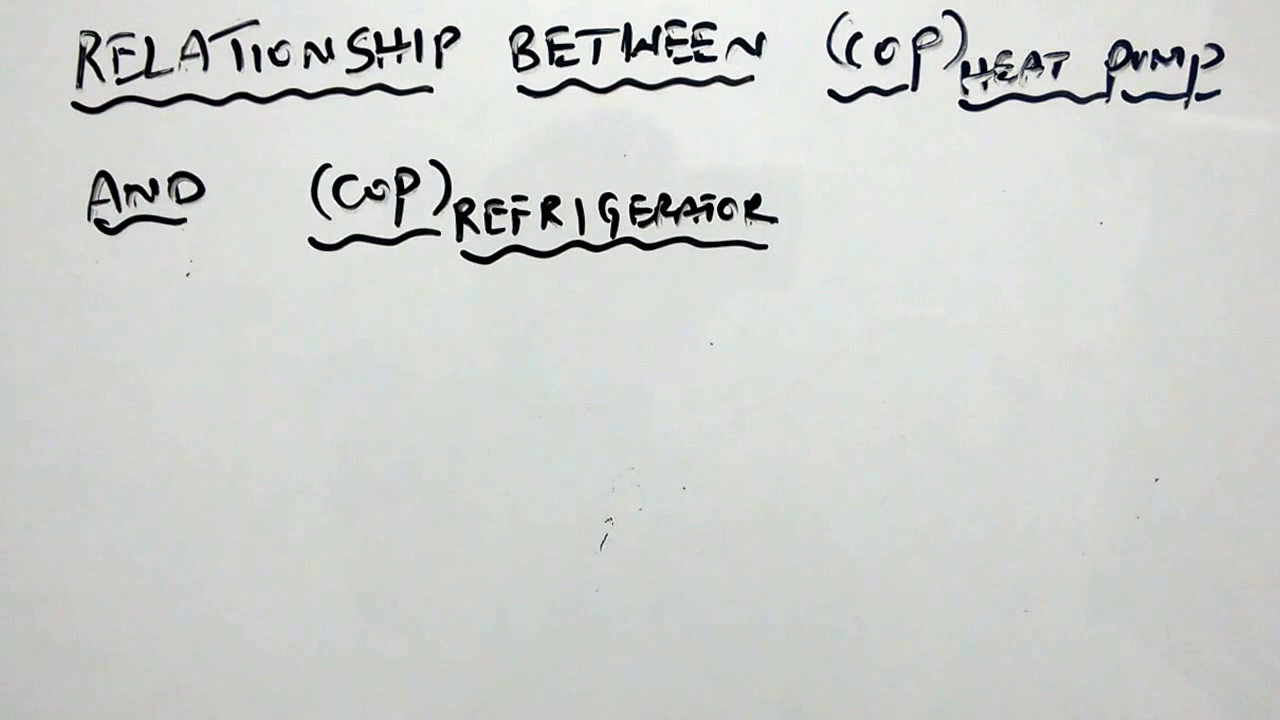 RELATIONSHIP BETWEEN (COP)HEAT PUMP
AND (COP)REFRIGERATOR